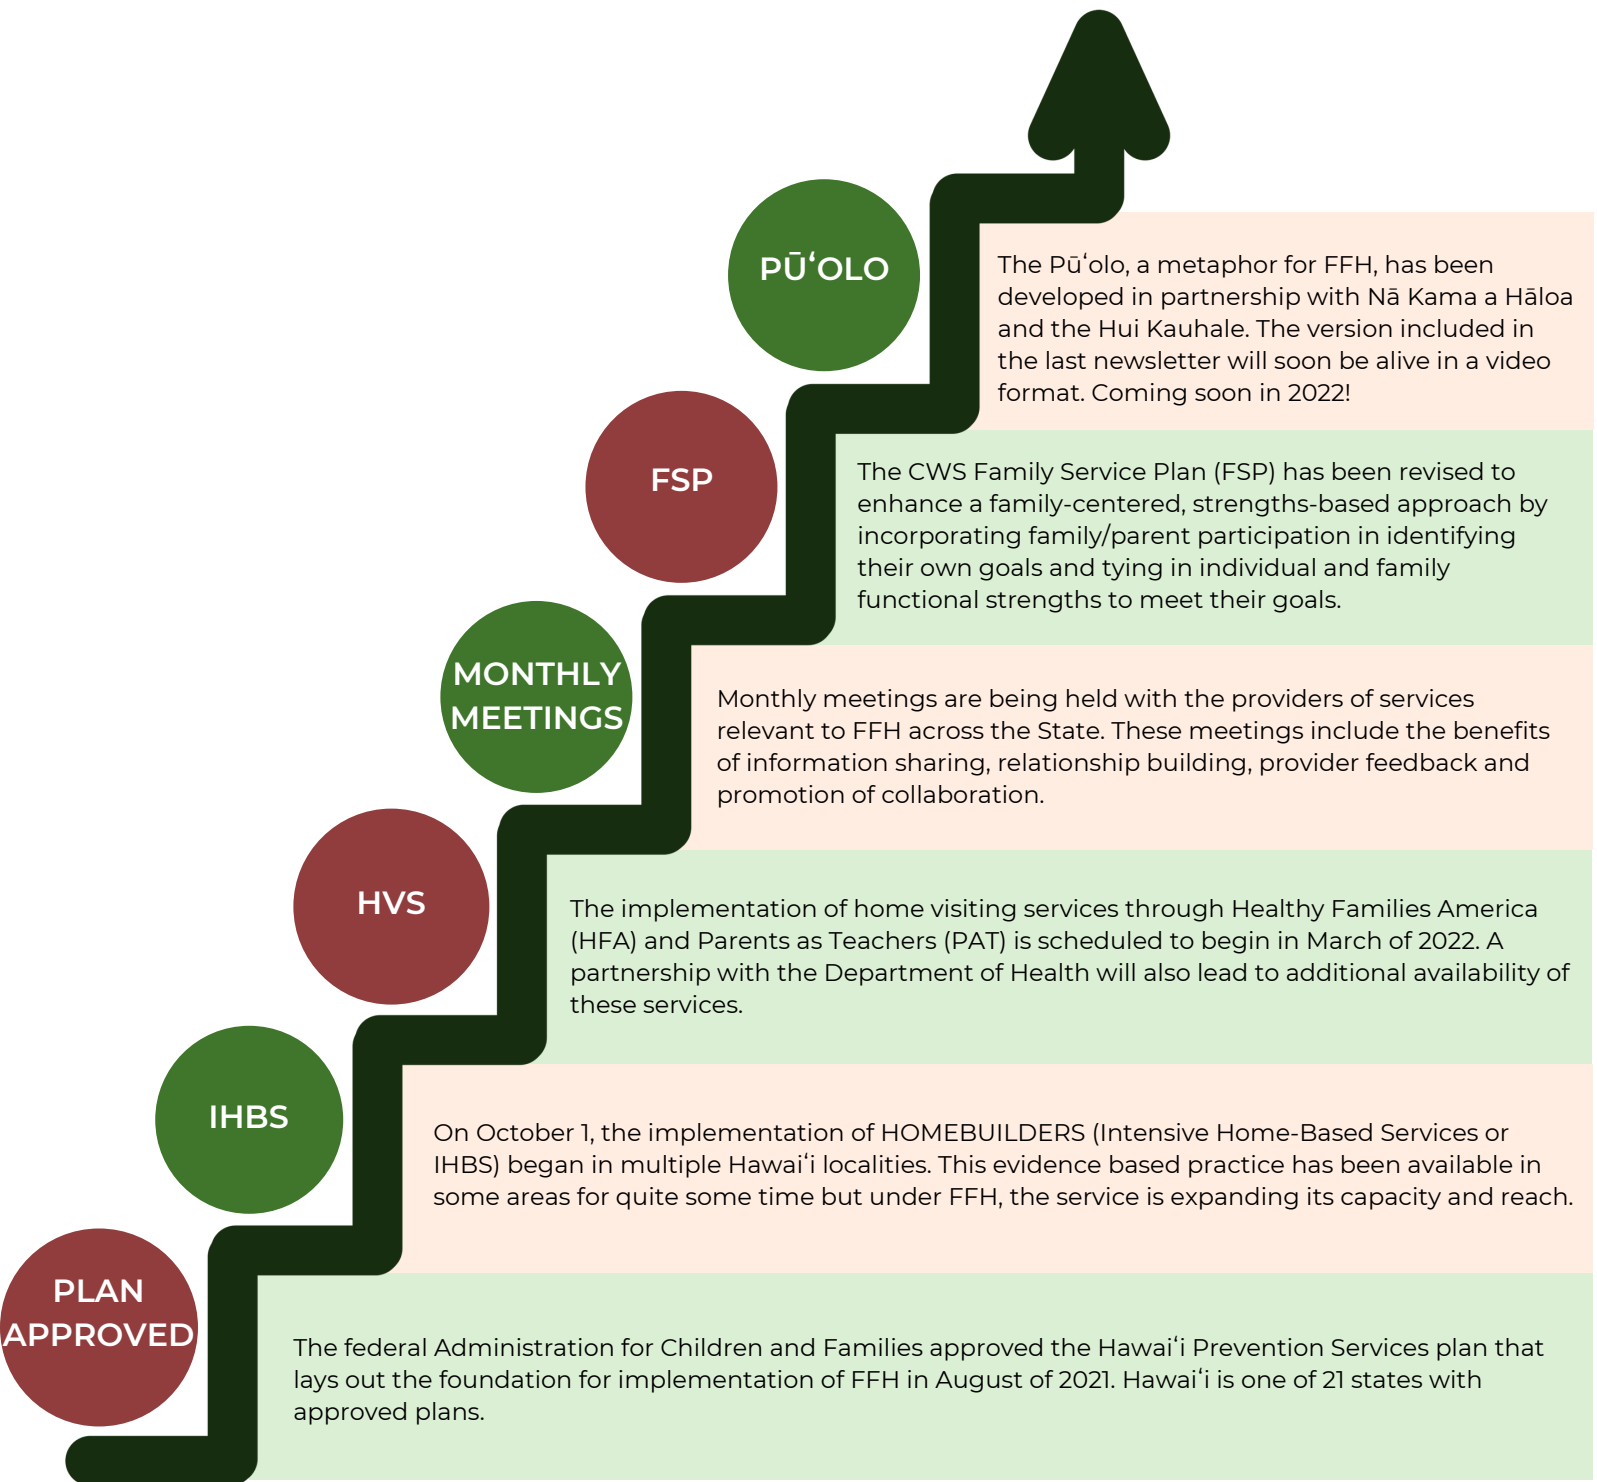 PŪʻOLO
The Pūʻolo, a metaphor for FFH, has been
developed in partnership with Nā Kama a Hāloa
and the Hui Kauhale. The version included in
the last newsletter will soon be alive in a video
format. Coming soon in 2022!
FSP
The CWS Family Service Plan (FSP) has been revised to
enhance a family-centered, strengths-based approach by
incorporating family/parent participation in identifying
their own goals and tying in individual and family
functional strengths to meet their goals.
MONTHLY
MEETINGS
Monthly meetings are being held with the providers of services
relevant to FFH across the State. These meetings include the benefits
of information sharing, relationship building, provider feedback and
promotion of collaboration.
HVS
The implementation of home visiting services through Healthy Families America
(HFA) and Parents as Teachers (PAT) is scheduled to begin in March of 2022. A
partnership with the Department of Health will also lead to additional availability of
these services.
IHBS
On October 1, the implementation of HOMEBUILDERS (Intensive Home-Based Services or
IHBS) began in multiple Hawaiʻi localities. This evidence based practice has been available in
some areas for quite some time but under FFH, the service is expanding its capacity and reach.
PLAN
APPROVED
The federal Administration for Children and Families approved the Hawaiʻi Prevention Services plan that
lays out the foundation for implementation of FFH in August of 2021. Hawaiʻi is one of 21 states with
approved plans.